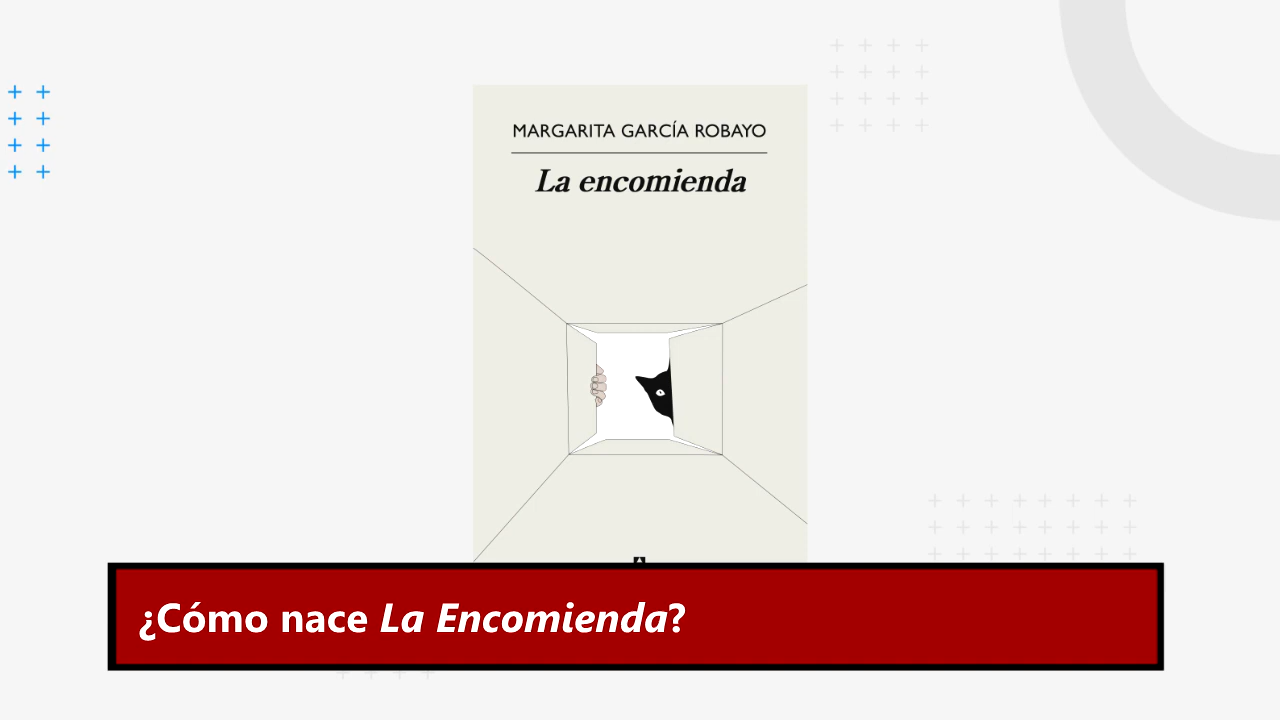 MARGARITA GARCÍA ROBAYO
La encomienda
¿Cómo nace La Encomienda?